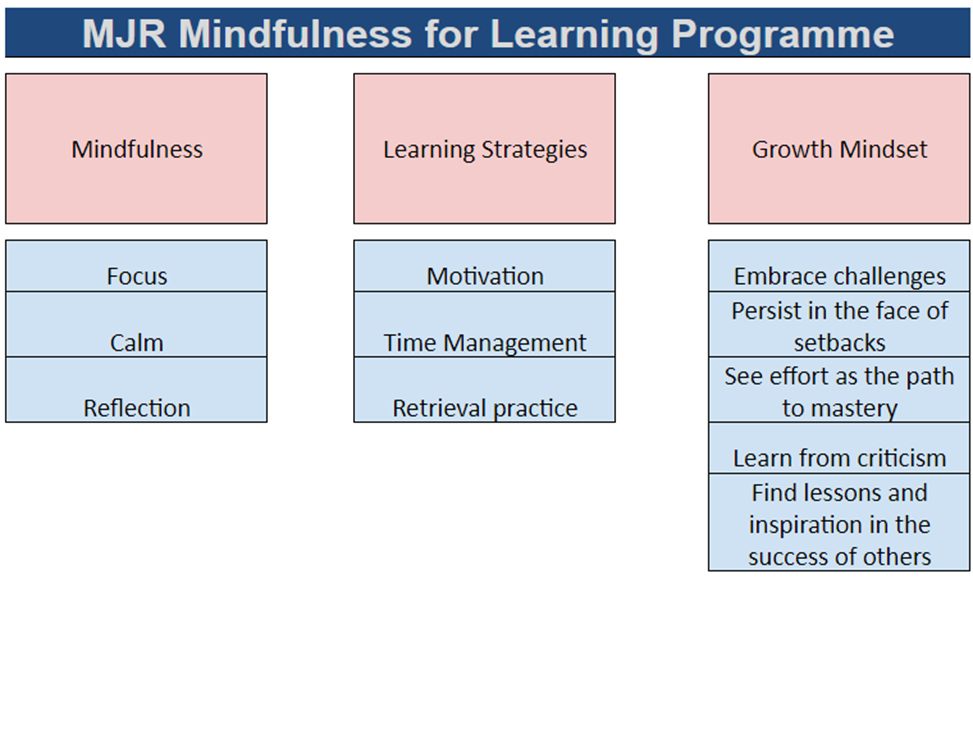 MJR Mindfulness for Learning Programme
Mindfulness
Focus
Calm
Reflection
Learning Strategies
Motivation
Time Management
Retrieval practice
Growth Mindset
Embrace challenges
Persist in the face of
setbacks
See effort as the path
to mastery
Learn from criticism
Find lessons and
inspiration in the
success of others